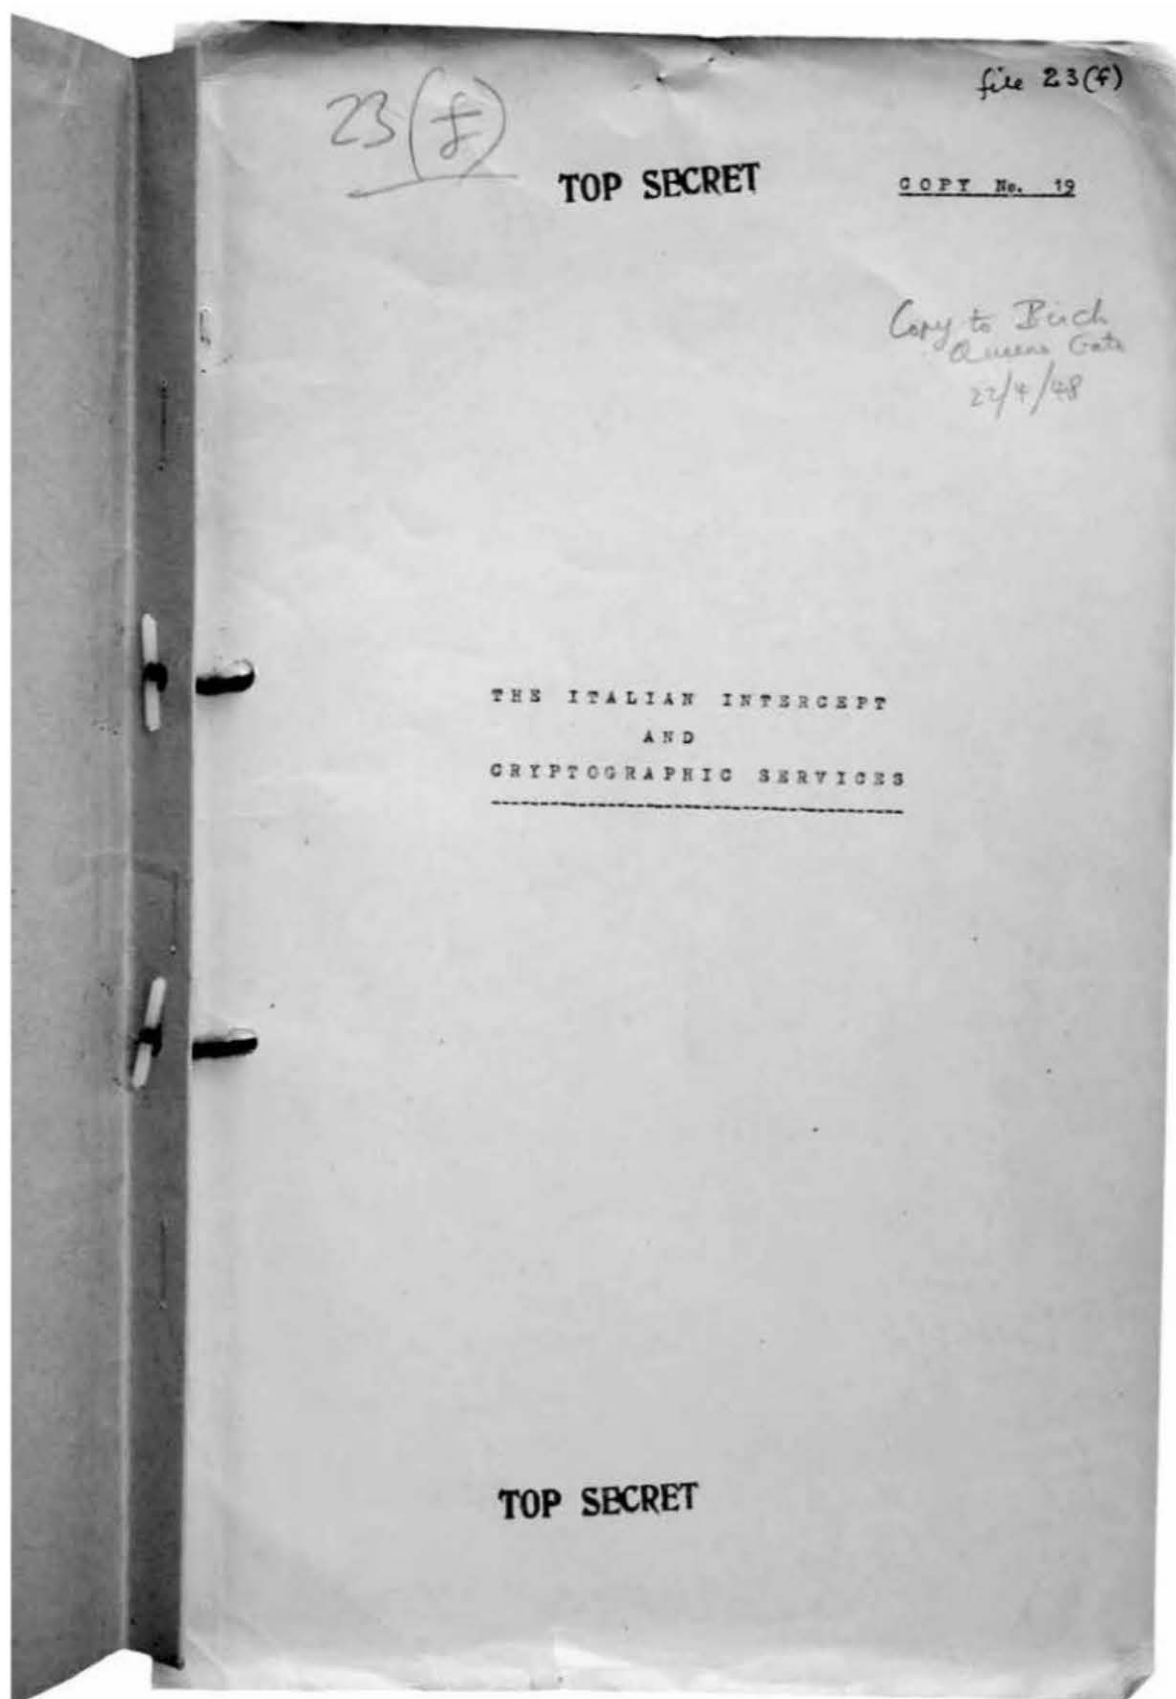 file 23(f)
23(f)
TOP SECRET
COPY No. 19
Copy to Birch
Queens Gate
22/4/48
THE ITALIAN INTERCEPT
AND
CRYPTOGRAPHIC SERVICES
TOP SECRET